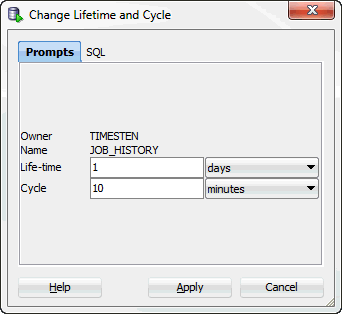 Change Lifetime and Cycle
Prompts SQL
Owner TIMESTEN
Name JOB_HISTORY
Life-time 1 days
Cycle 10 minutes
Help Apply Cancel